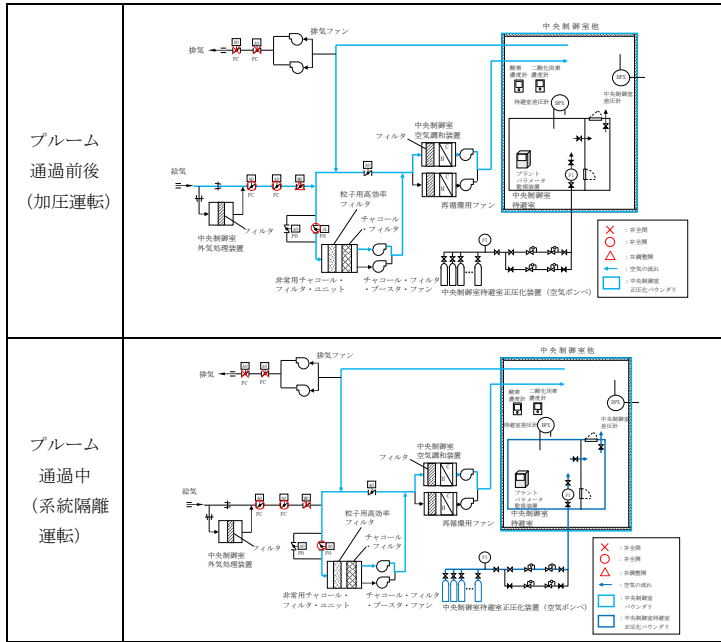 プルーム
通過前後
(加圧運転)
中央制御室他
排気ファン
排気
AO
AO
FC
FC
酸素
濃度計
二酸化炭素
濃度計
DPX
中央制御室
差圧計
待避室差圧計
DPX
中央制御室
空気調和装置
フィルタ
AO
給気
粒子用高効率
フィルタ
チャコール
・フィルタ
再循環用ファン
プラント
パラメータ
監視装置
中央制御室
待避室
FI
フィルタ
中央制御室
外気処理装置
FC
FC
FO
FO
非常用チャコール・
フィルタ・ユニット
チャコール・フィルタ
・ブースタ・ファン
FI
中央制御室待避室正圧化装置(空気ボンベ)
:弁全閉
:弁全開
:弁調整開
:空気の流れ
:中央制御室
正圧化バウンダリ
プルーム
通過中
(系統隔離
運転)
中央制御室他
排気ファン
排気
AO
AO
FC
FC
酸素
濃度計
二酸化炭素
濃度計
DPX
中央制御室
差圧計
待避室差圧計
DPX
中央制御室
空気調和装置
フィルタ
AO
給気
粒子用高効率
フィルタ
チャコール
・フィルタ
再循環用ファン
プラント
パラメータ
監視装置
中央制御室
待避室
FI
フィルタ
中央制御室
外気処理装置
FC
FC
FO
FO
非常用チャコール・
フィルタ・ユニット
チャコール・フィルタ
・ブースタ・ファン
FI
中央制御室待避室正圧化装置(空気ボンベ)
:弁全閉
:弁全開
:弁調整開
:空気の流れ
:中央制御室
バウンダリ
:中央制御室待避室
正圧化バウンダリ